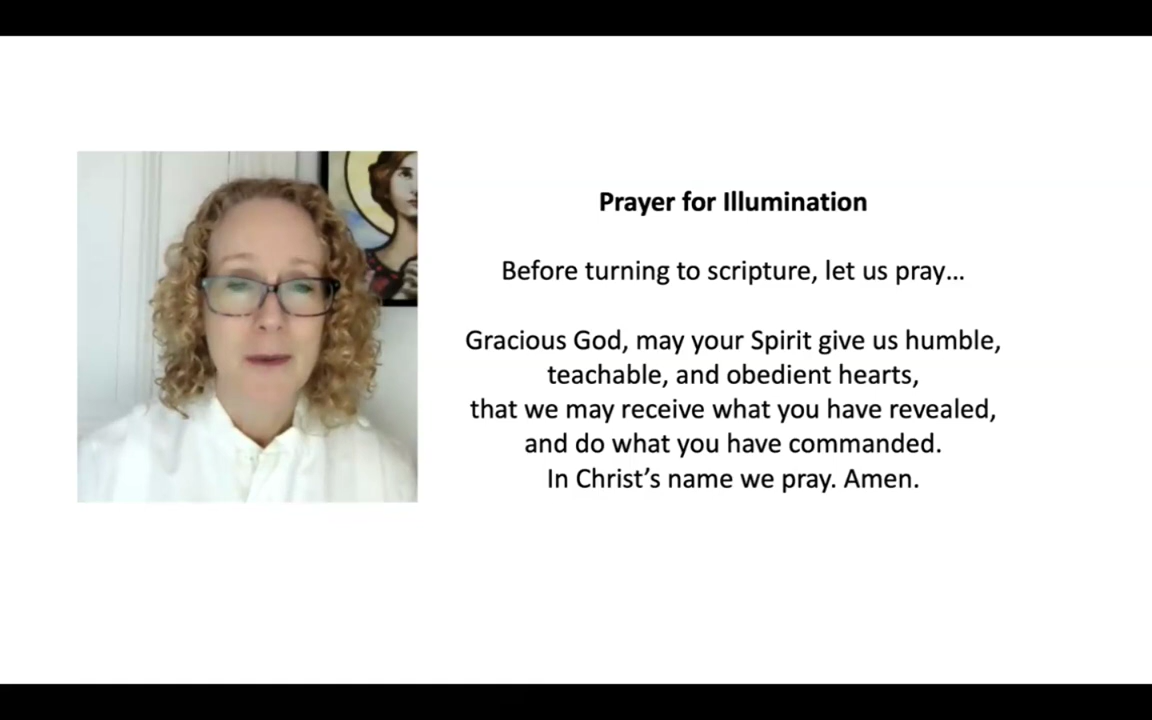 Prayer for Illumination
Before turning to scripture, let us pray...
Gracious God, may your Spirit give us humble,
teachable, and obedient hearts,
that we may receive what you have revealed,
and do what you have commanded.
In Christ’s name we pray. Amen.